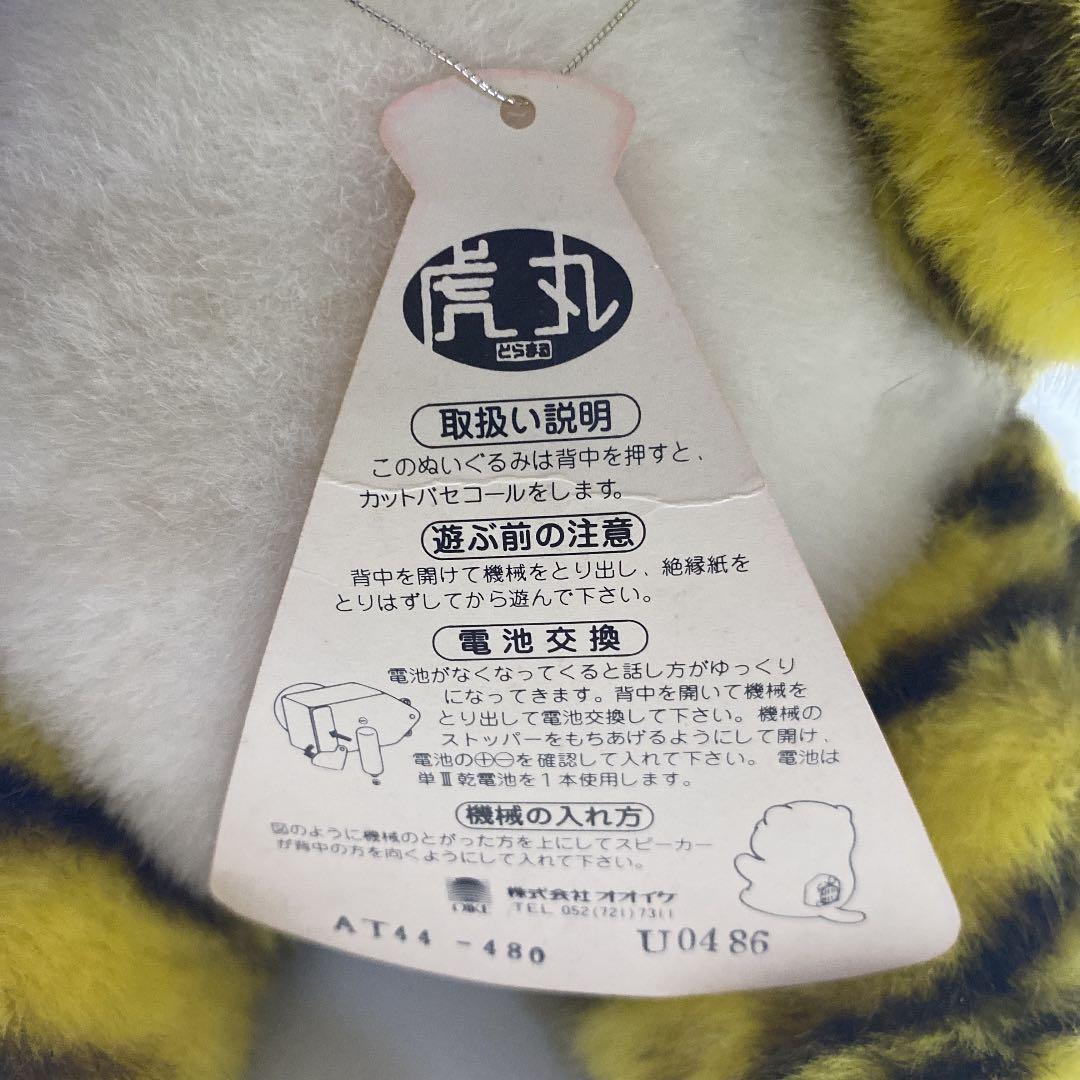 虎丸
とらまる
取扱い説明
このぬいぐるみは背中を押すと、
カットバセコールをします。
遊ぶ前の注意
背中を開けて機械をとり出し、絶縁紙を
とりはずしてから遊んで下さい。
電池交換
電池がなくなってくると話し方がゆっくり
になってきます。背中を開いて機械を
とり出して電池交換して下さい。機械の
ストッパーをもちあげるようにして開け、
電池の⊕⊖を確認して入れて下さい。電池は
単Ⅱ乾電池を1本使用します。
機械の入れ方
図のように機械のとがった方を上にしてスピーカー
が背中の方を向くようにして入れて下さい。
OIKE
株式会社オオイケ
TEL 052(721)7311
AT44-480
U0486